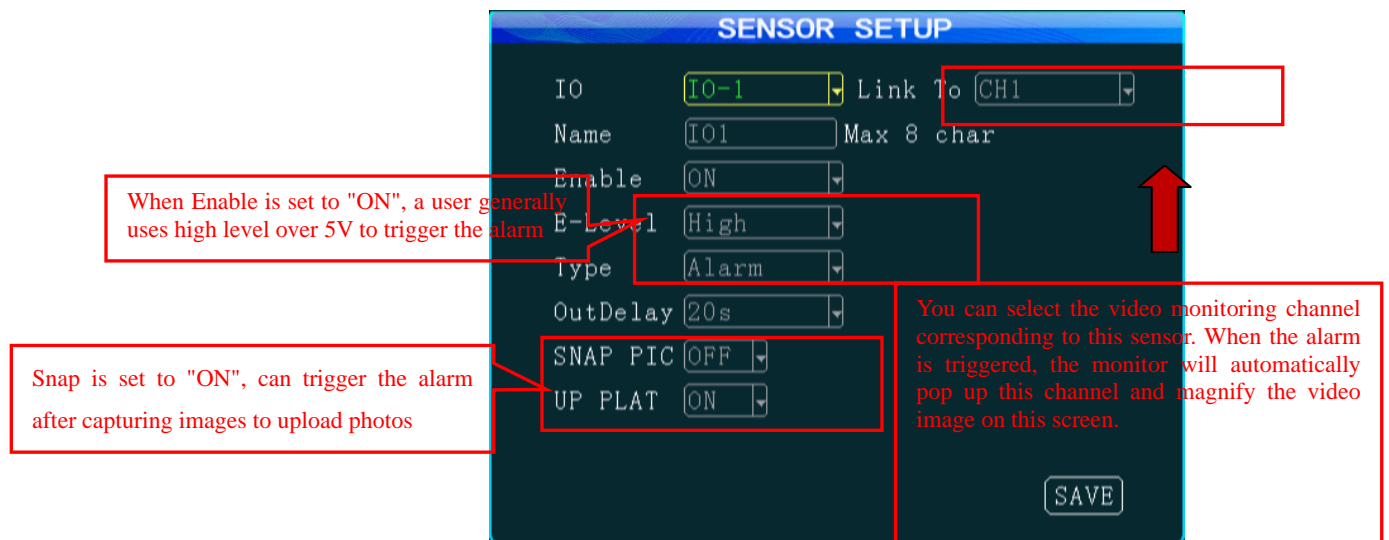 SENSOR SETUP
IO IO-1 Link To CH1
Name IO1 Max 8 char
Enable ON
E-Level High
Type Alarm
OutDelay 20s
SNAP PIC OFF
UP PLAT ON
SAVE
When Enable is set to "ON", a user generally
uses high level over 5V to trigger the alarm
Snap is set to "ON", can trigger the alarm
after capturing images to upload photos
You can select the video monitoring channel
corresponding to this sensor. When the alarm
is triggered, the monitor will automatically
pop up this channel and magnify the video
image on this screen.